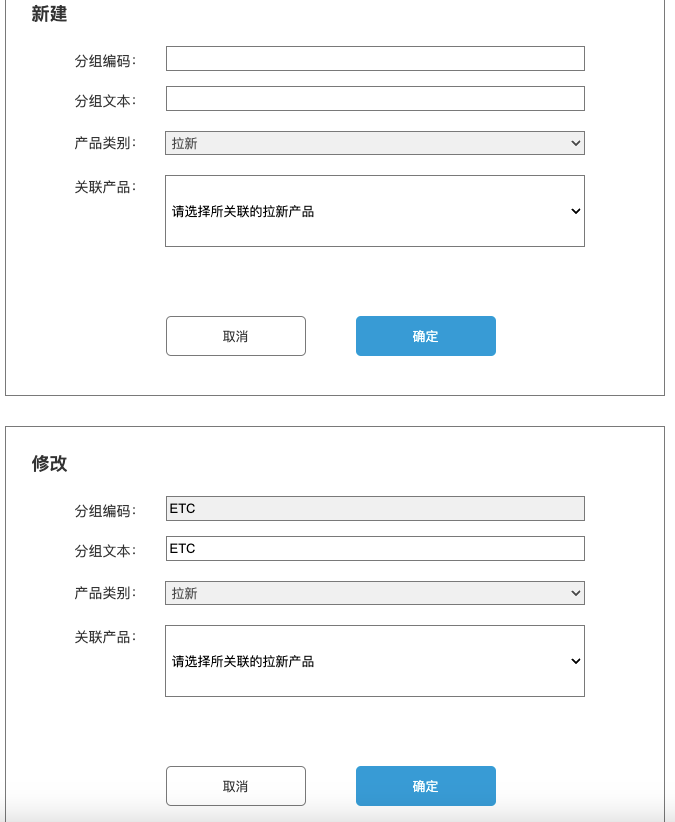 新建
分组编码：
分组文本：
产品类别： 拉新
关联产品： 请选择所关联的拉新产品
取消 确定
修改
分组编码： ETC
分组文本： ETC
产品类别： 拉新
关联产品： 请选择所关联的拉新产品
取消 确定